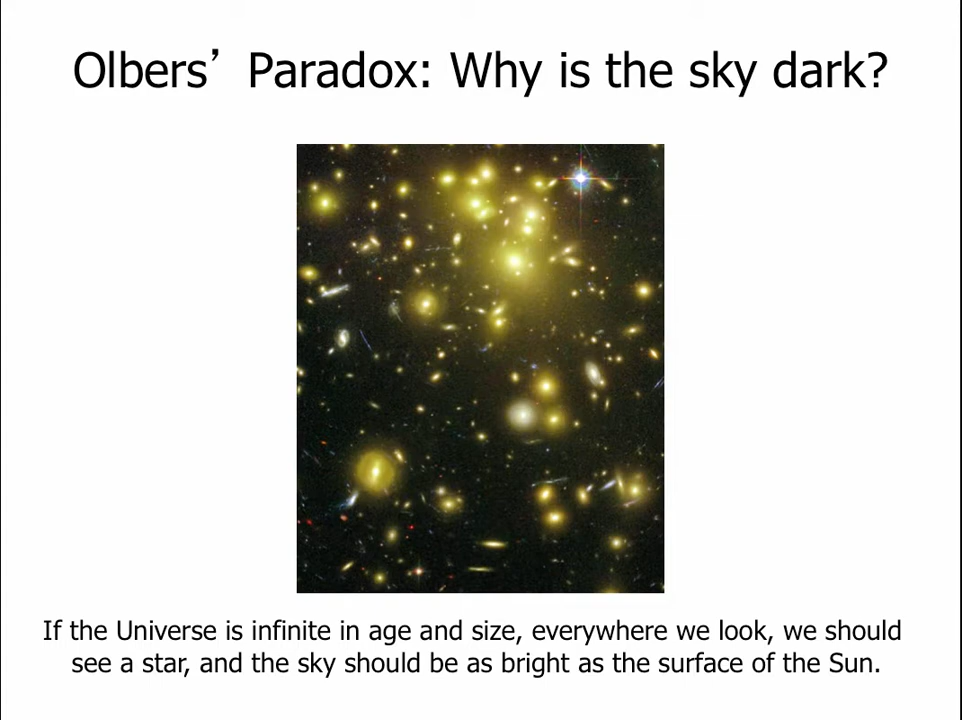 Olbers’ Paradox: Why is the sky dark?
If the Universe is infinite in age and size, everywhere we look, we should
see a star, and the sky should be as bright as the surface of the Sun.